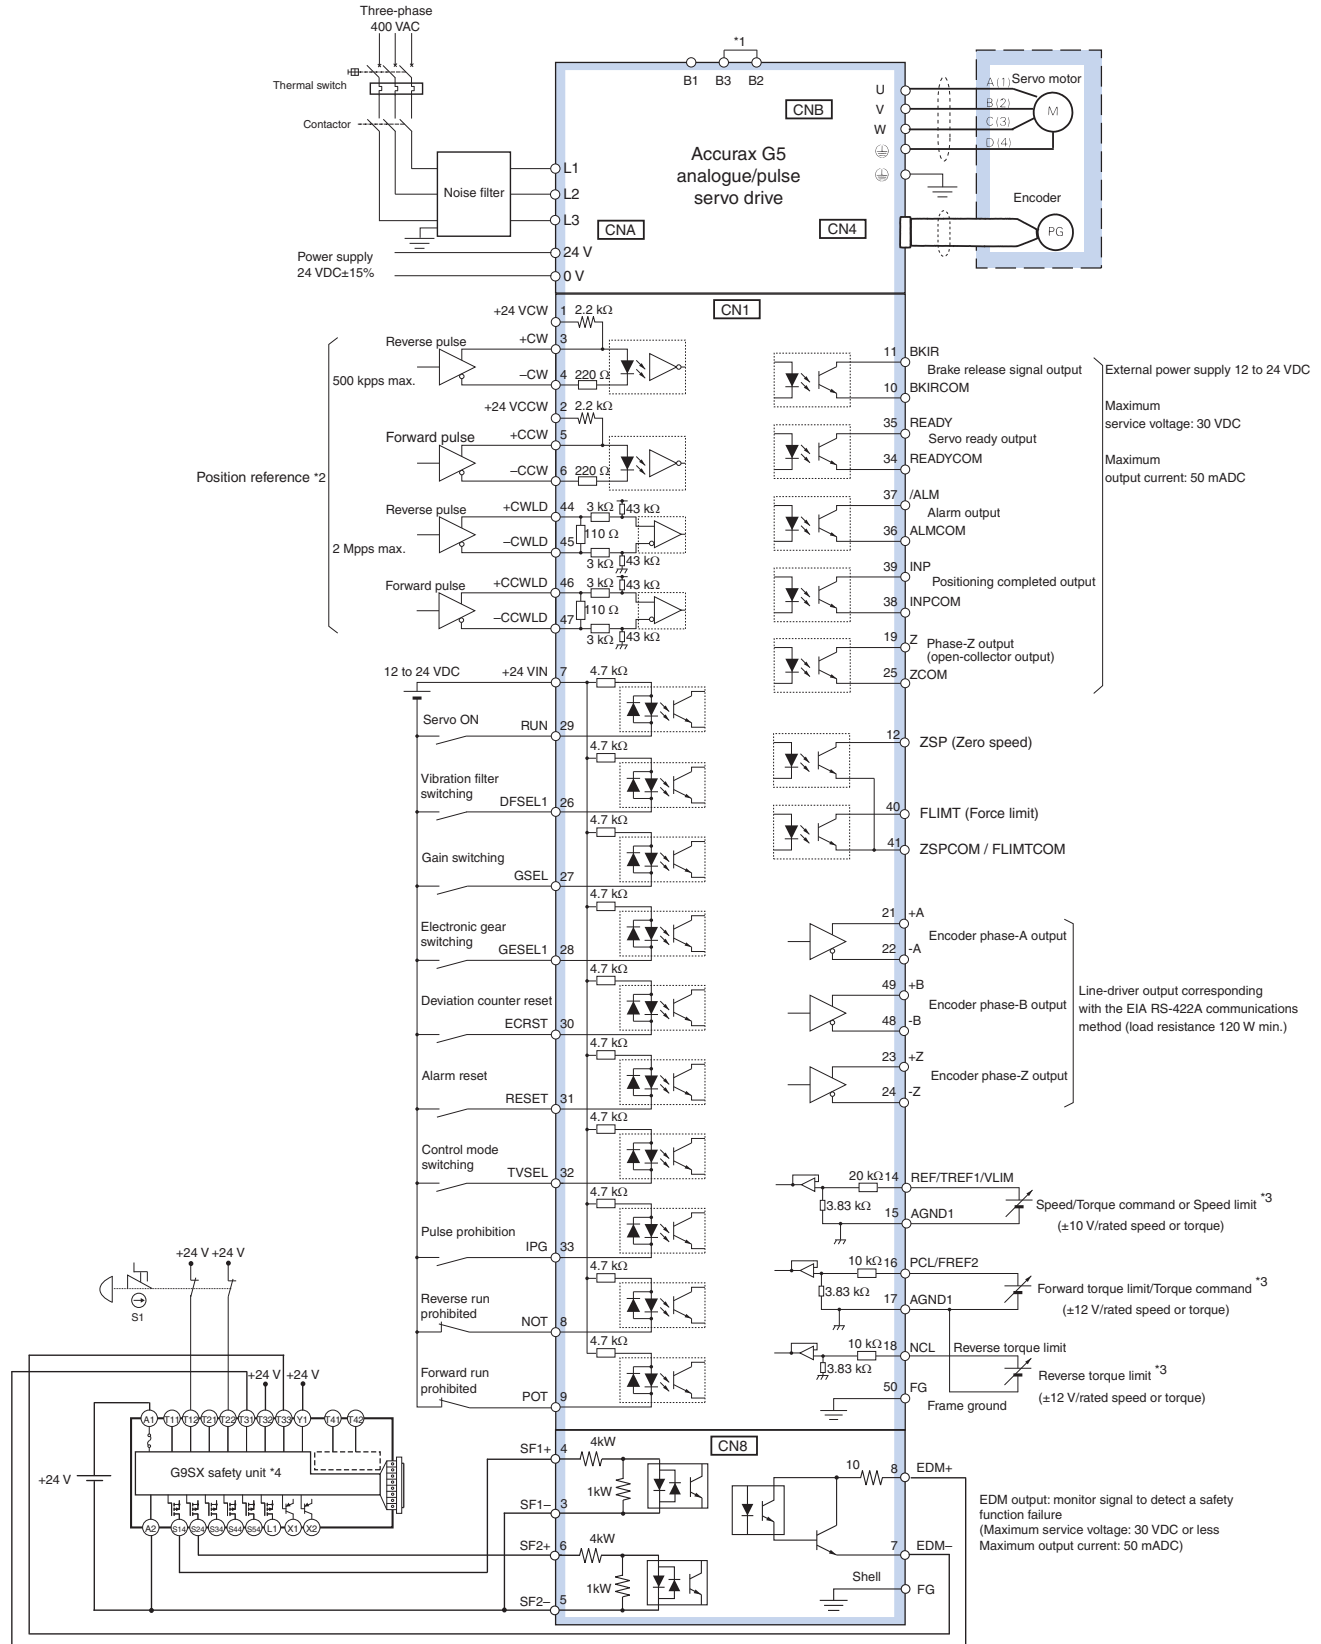 Three-phase
400 VAC
Thermal switch
Contactor
Noise filter
L1
L2
L3
CNA
Power supply
24 VDC±15%
24 V
0 V
*1
B1 B3 B2
CNB
Accurax G5
analogue/pulse
servo drive
CN4
U
V
W
A (1)
B (2)
C (3)
D (4)
Servo motor
M
Encoder
PG
CN1
Position reference *2
500 kpps max.
2 Mpps max.
+24 VCW 1 2.2 kΩ
Reverse pulse
+CW 3
–CW 4 220 Ω
+24 VCCW 2 2.2 kΩ
Forward pulse
+CCW 5
–CCW 6 220 Ω
Reverse pulse
+CWLD 44 3 kΩ 43 kΩ
110 Ω
–CWLD 45
3 kΩ 43 kΩ
Forward pulse
+CCWLD 46 3 kΩ 43 kΩ
110 Ω
–CCWLD 47
3 kΩ 43 kΩ
12 to 24 VDC
+24 VIN 7 4.7 kΩ
Servo ON
RUN 29
4.7 kΩ
Vibration filter
switching
DFSEL1 26
4.7 kΩ
Gain switching
GSEL 27
4.7 kΩ
Electronic gear
switching
GESEL1 28
4.7 kΩ
Deviation counter reset
ECRST 30
4.7 kΩ
Alarm reset
RESET 31
4.7 kΩ
Control mode
switching
TVSEL 32
4.7 kΩ
Pulse prohibition
IPG 33
4.7 kΩ
Reverse run
prohibited
NOT 8
4.7 kΩ
Forward run
prohibited
POT 9
11 BKIR
Brake release signal output
10 BKIRCOM
35 READY
Servo ready output
34 READYCOM
37 /ALM
Alarm output
36 ALMCOM
39 INP
Positioning completed output
38 INPCOM
19 Z
Phase-Z output
(open-collector output)
25 ZCOM
External power supply 12 to 24 VDC
Maximum
service voltage: 30 VDC
Maximum
output current: 50 mADC
12 ZSP (Zero speed)
40 FLIMT (Force limit)
41 ZSPCOM / FLIMTCOM
21 +A
Encoder phase-A output
22 -A
49 +B
Encoder phase-B output
48 -B
23 +Z
Encoder phase-Z output
24 -Z
Line-driver output corresponding
with the EIA RS-422A communications
method (load resistance 120 W min.)
20 kΩ 14 REF/TREF1/VLIM
3.83 kΩ
15 AGND1
Speed/Torque command or Speed limit *3
(±10 V/rated speed or torque)
10 kΩ 16 PCL/FREF2
3.83 kΩ
17 AGND1
Forward torque limit/Torque command *3
(±12 V/rated speed or torque)
10 kΩ 18 NCL Reverse torque limit
3.83 kΩ
Reverse torque limit *3
(±12 V/rated speed or torque)
50 FG
Frame ground
+24 V +24 V
S1
+24 V +24 V
A1 T11 T12 T21 T22 T31 T32 T33 Y1 T41 T42
G9SX safety unit *4
+24 V
A2 S14 S24 S34 S44 S54 L1 X1 X2
CN8
SF1+ 4 4kW
1kW
SF1– 3
SF2+ 6 4kW
1kW
SF2– 5
10 8 EDM+
7 EDM–
Shell
FG
EDM output: monitor signal to detect a safety
function failure
(Maximum service voltage: 30 VDC or less
Maximum output current: 50 mADC)